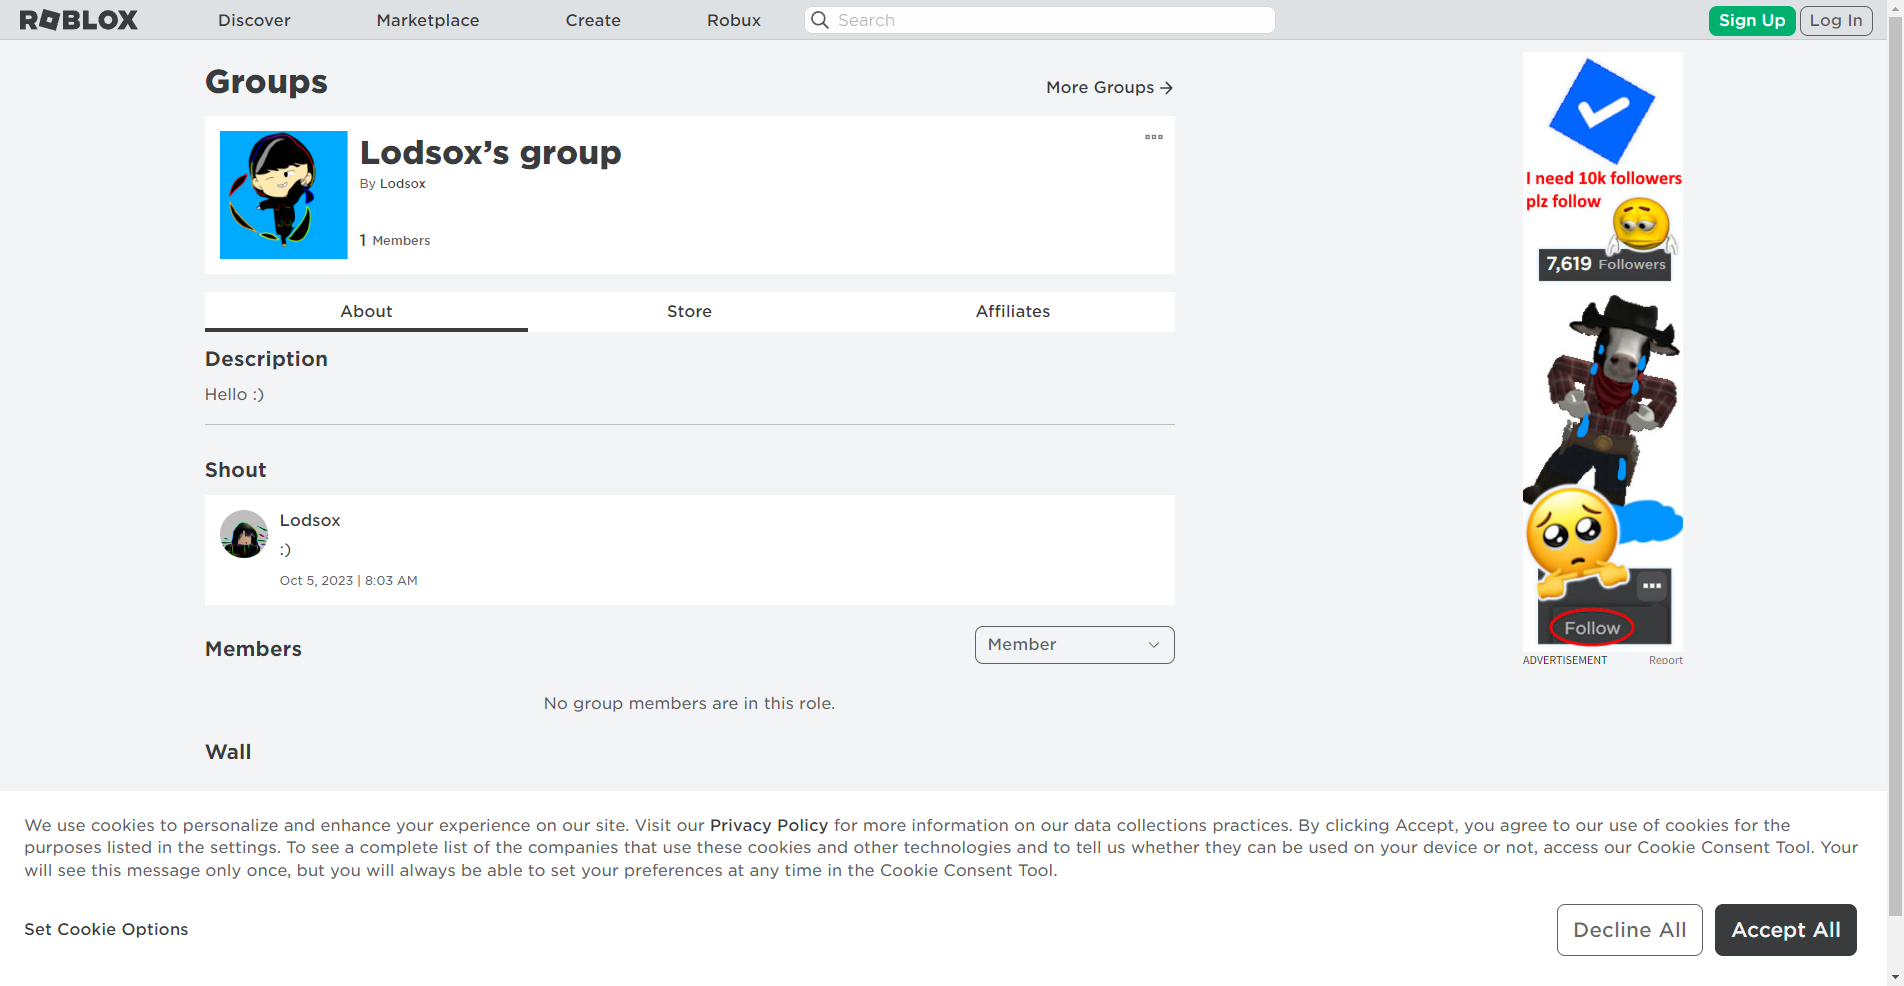 ROBLOX Discover Marketplace Create Robux Search Sign Up Log In
Groups
More Groups
Lodsox's group
By Lodsox
1 Members
About Store Affiliates
Description
Hello :)
Shout
Lodsox
:)
Oct 5, 2023 | 8:03 AM
Members
Member
No group members are in this role.
Wall
I need 10k followers
plz follow
7,619 Followers
Follow
ADVERTISEMENT Report
We use cookies to personalize and enhance your experience on our site. Visit our Privacy Policy for more information on our data collections practices. By clicking Accept, you agree to our use of cookies for the
purposes listed in the settings. To see a complete list of the companies that use these cookies and other technologies and to tell us whether they can be used on your device or not, access our Cookie Consent Tool. Your
will see this message only once, but you will always be able to set your preferences at any time in the Cookie Consent Tool.
Set Cookie Options
Decline All
Accept All